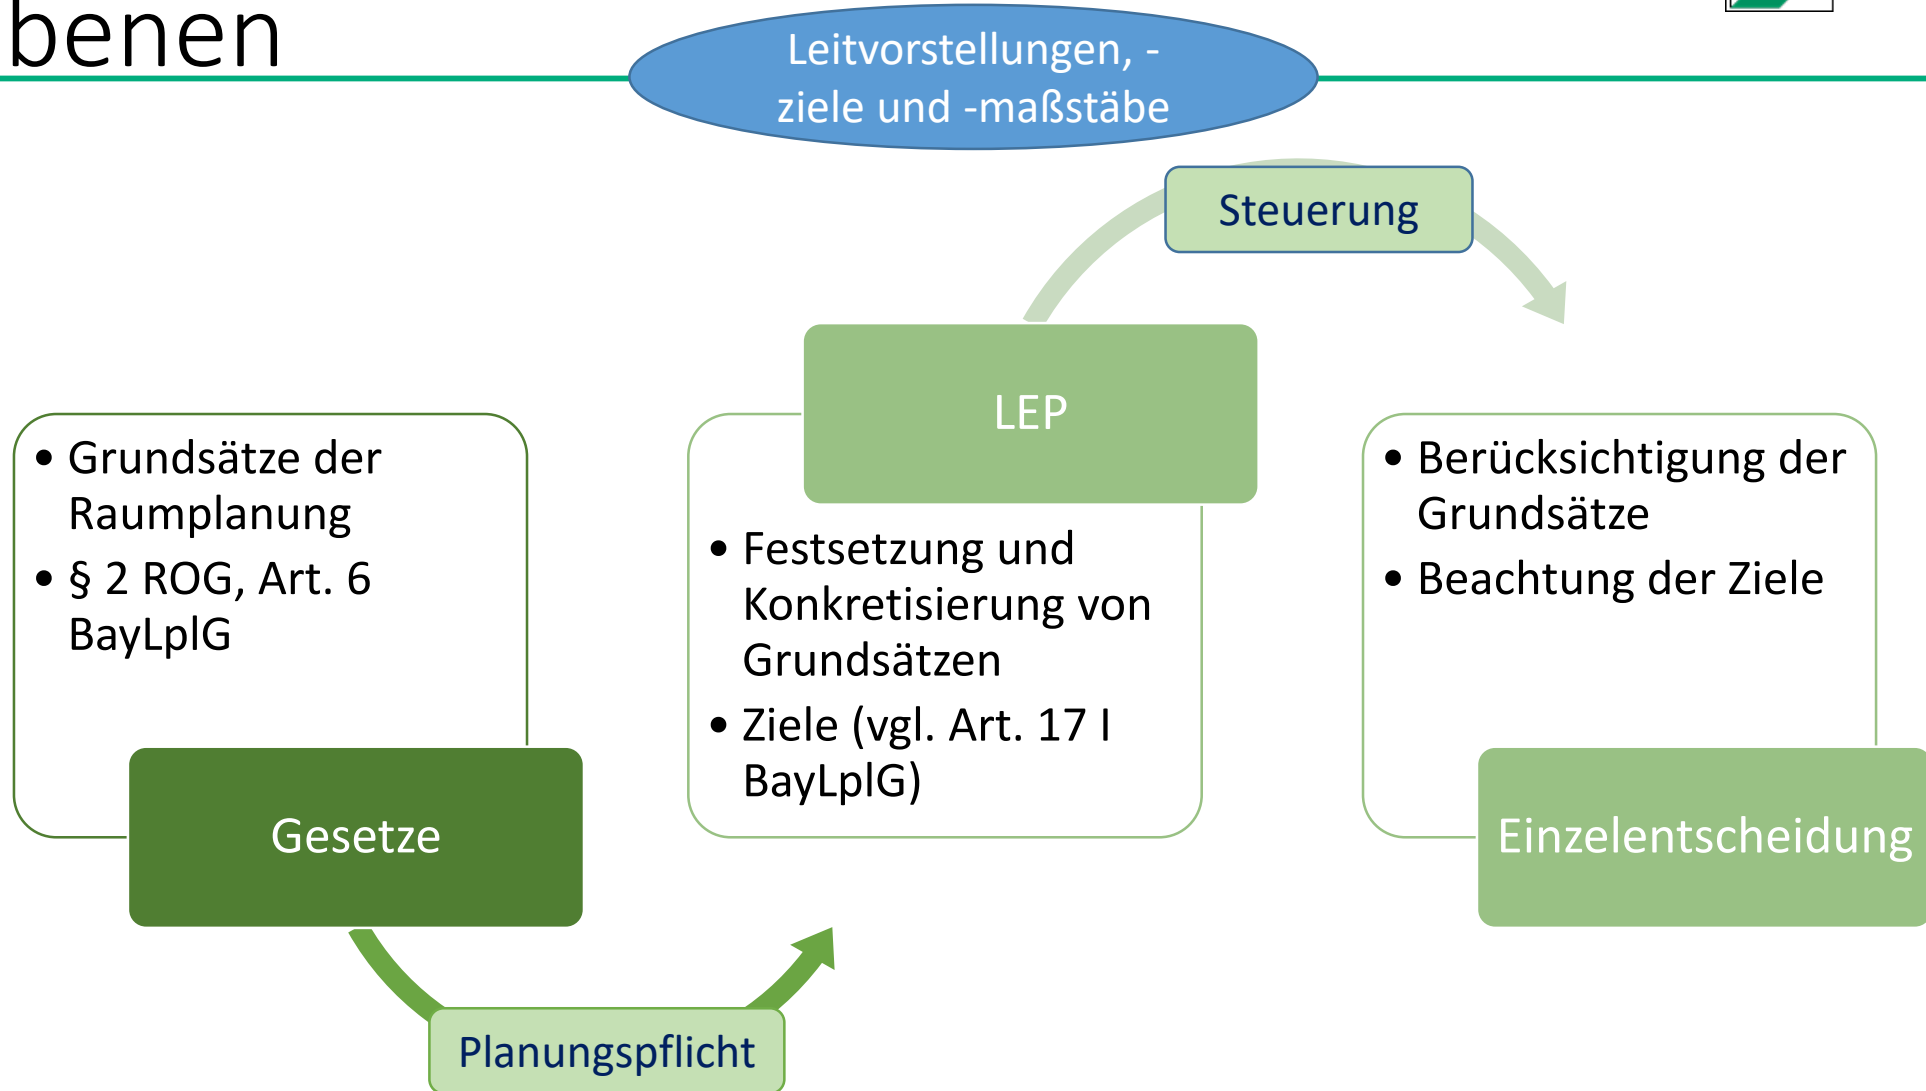 benen
Leitvorstellungen, -
ziele und -maßstäbe
Steuerung
LEP
• Grundsätze der
Raumplanung
• § 2 ROG, Art. 6
BayLplG
Gesetze
Planungspflicht
• Festsetzung und
Konkretisierung von
Grundsätzen
• Ziele (vgl. Art. 17 I
BayLplG)
• Berücksichtigung der
Grundsätze
• Beachtung der Ziele
Einzelentscheidung